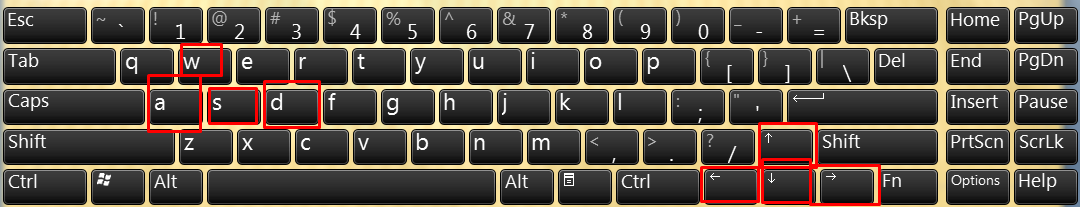 Esc ~ ` ! 1 @ 2 # 3 $ 4 % 5 ^ 6 & 7 * 8 ( 9 ) 0 _ - + = Bksp Home PgUp
Tab q w e r t y u i o p { [ } ] | \ Del End PgDn
Caps a s d f g h j k l : ; " ' Insert Pause
Shift z x c v b n m < , > . ? / ↑ Shift PrtScn ScrLk
Ctrl Alt Alt Ctrl ← ↓ → Fn Options Help